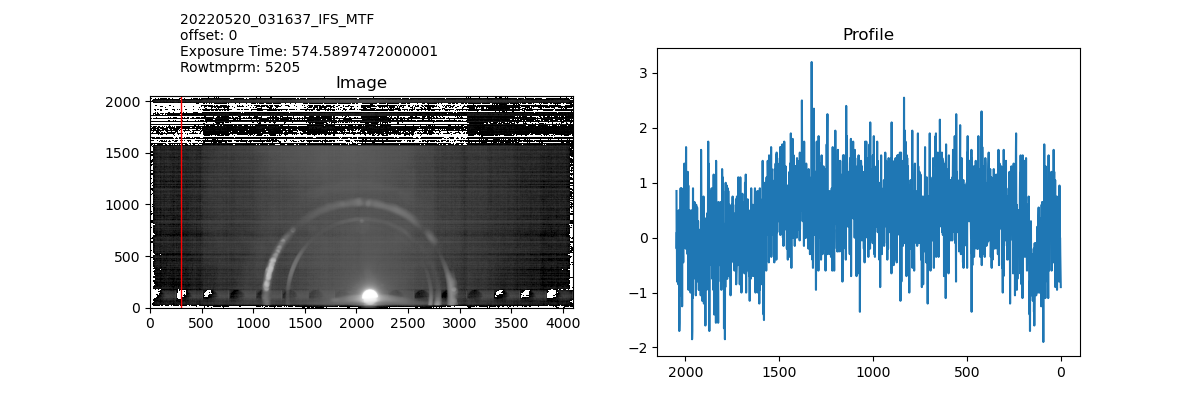 20220520_031637_IFS_MTF
offset: 0
Exposure Time: 574.5897472000001
Rowtmprm: 5205
Image
2000
1500
1000
500
0
0 500 1000 1500 2000 2500 3000 3500 4000
Profile
3
2
1
0
−1
−2
2000 1500 1000 500 0